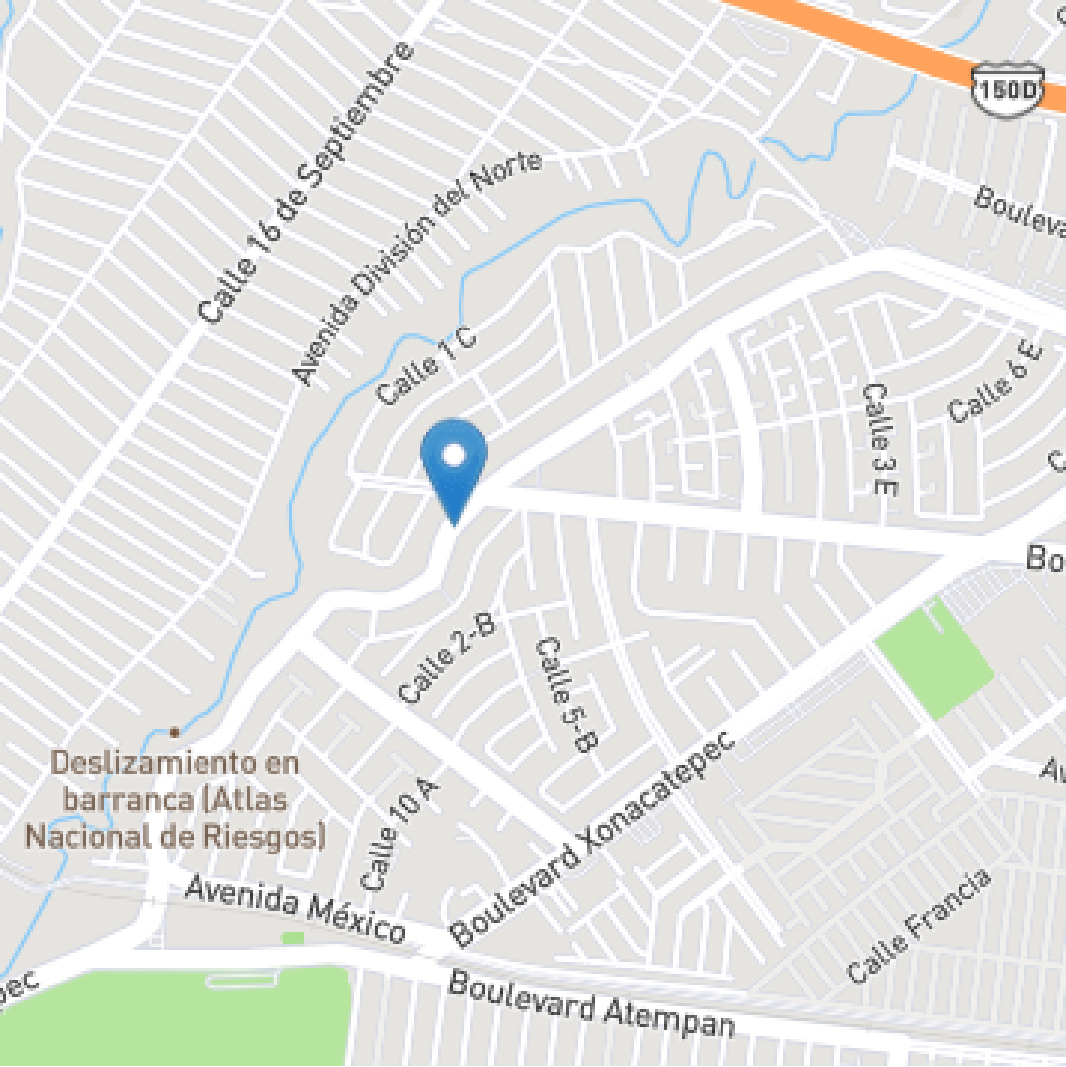 150D
Calle 16 de Septiembre
Avenida División del Norte
Bouleva
Calle 1 C
Calle 6 E
Calle 3 E
C
Bo
Calle 2-B
Calle 5-B
Deslizamiento en
barranca (Atlas
Nacional de Riesgos)
Calle 10 A
Boulevard Xonacatepec
Av
Avenida México
Calle Francia
pec
Boulevard Atempan